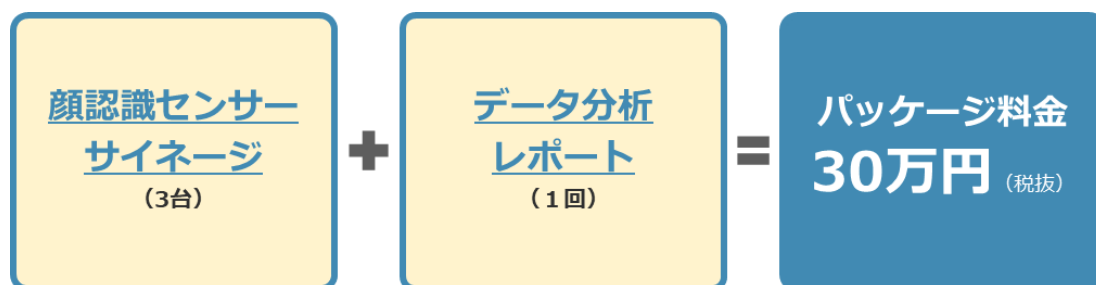 顔認識センサー
サイネージ
（3台）
+
データ分析
レポート
（１回）
=
パッケージ料金
30万円（税抜）